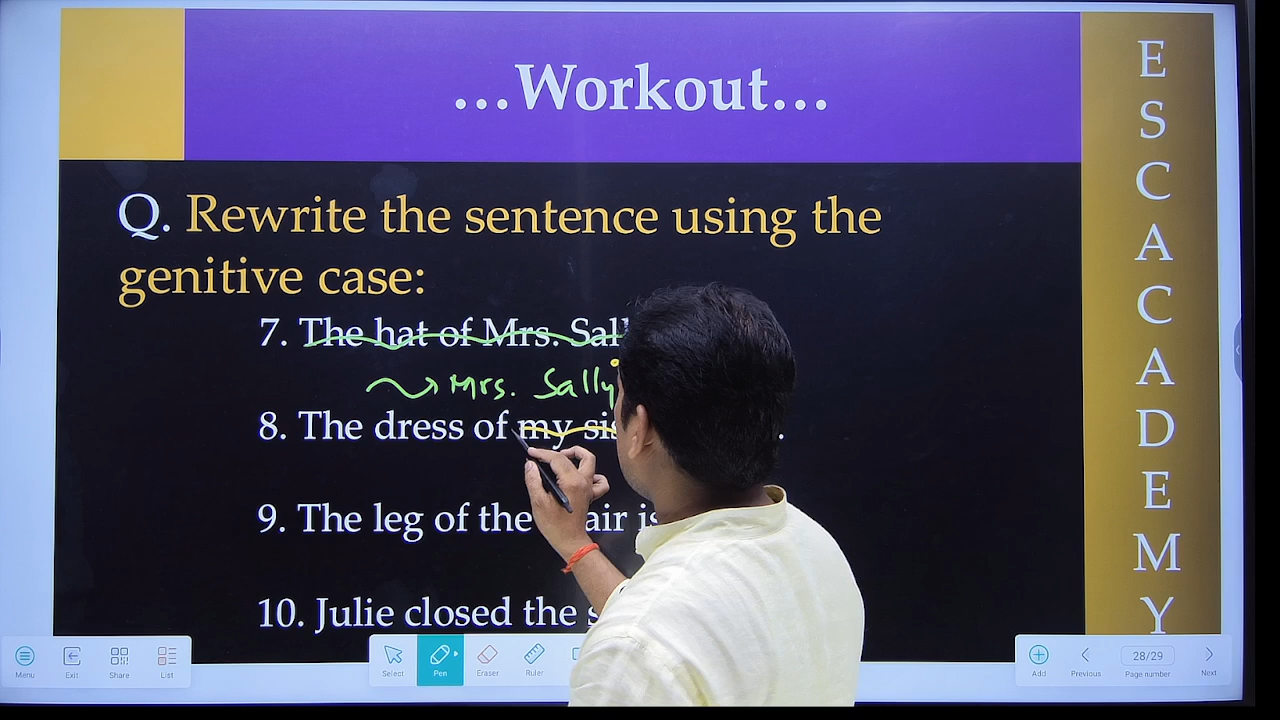 ...Workout...
Q. Rewrite the sentence using the
genitive case:
7. The hat of Mrs.
Mrs. Sally
8. The dress of my
9. The leg of the
10. Julie closed the
ESCACADEMY
Menu Exit Share List Select Pen Eraser Ruler Add Previous 28/29 Page number Next